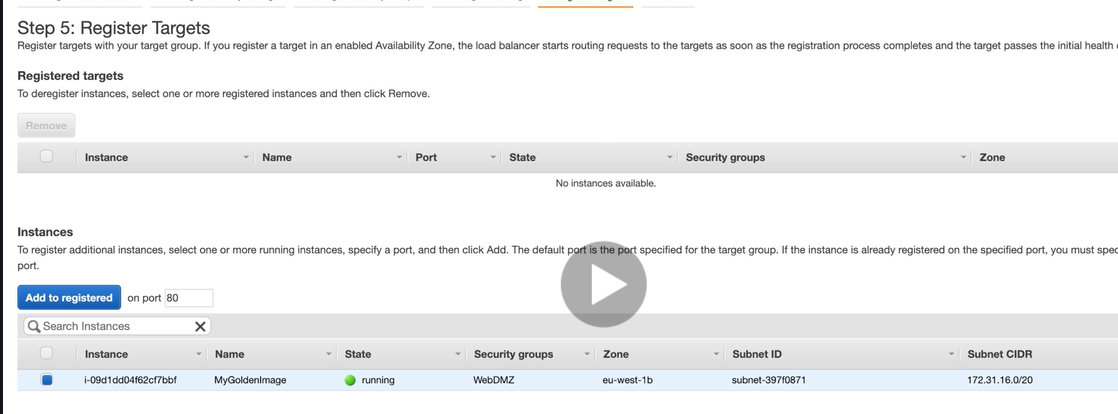 Step 5: Register Targets
Register targets with your target group. If you register a target in an enabled Availability Zone, the load balancer starts routing requests to the targets as soon as the registration process completes and the target passes the initial health
Registered targets
To deregister instances, select one or more registered instances and then click Remove.
Remove
Instance Name Port State Security groups Zone
No instances available.
Instances
To register additional instances, select one or more running instances, specify a port, and then click Add. The default port is the port specified for the target group. If the instance is already registered on the specified port, you must spec
port.
Add to registered on port 80
Search Instances
Instance Name State Security groups Zone Subnet ID Subnet CIDR
i-09d1dd04f62cf7bbf MyGoldenImage running WebDMZ eu-west-1b subnet-397f0871 172.31.16.0/20